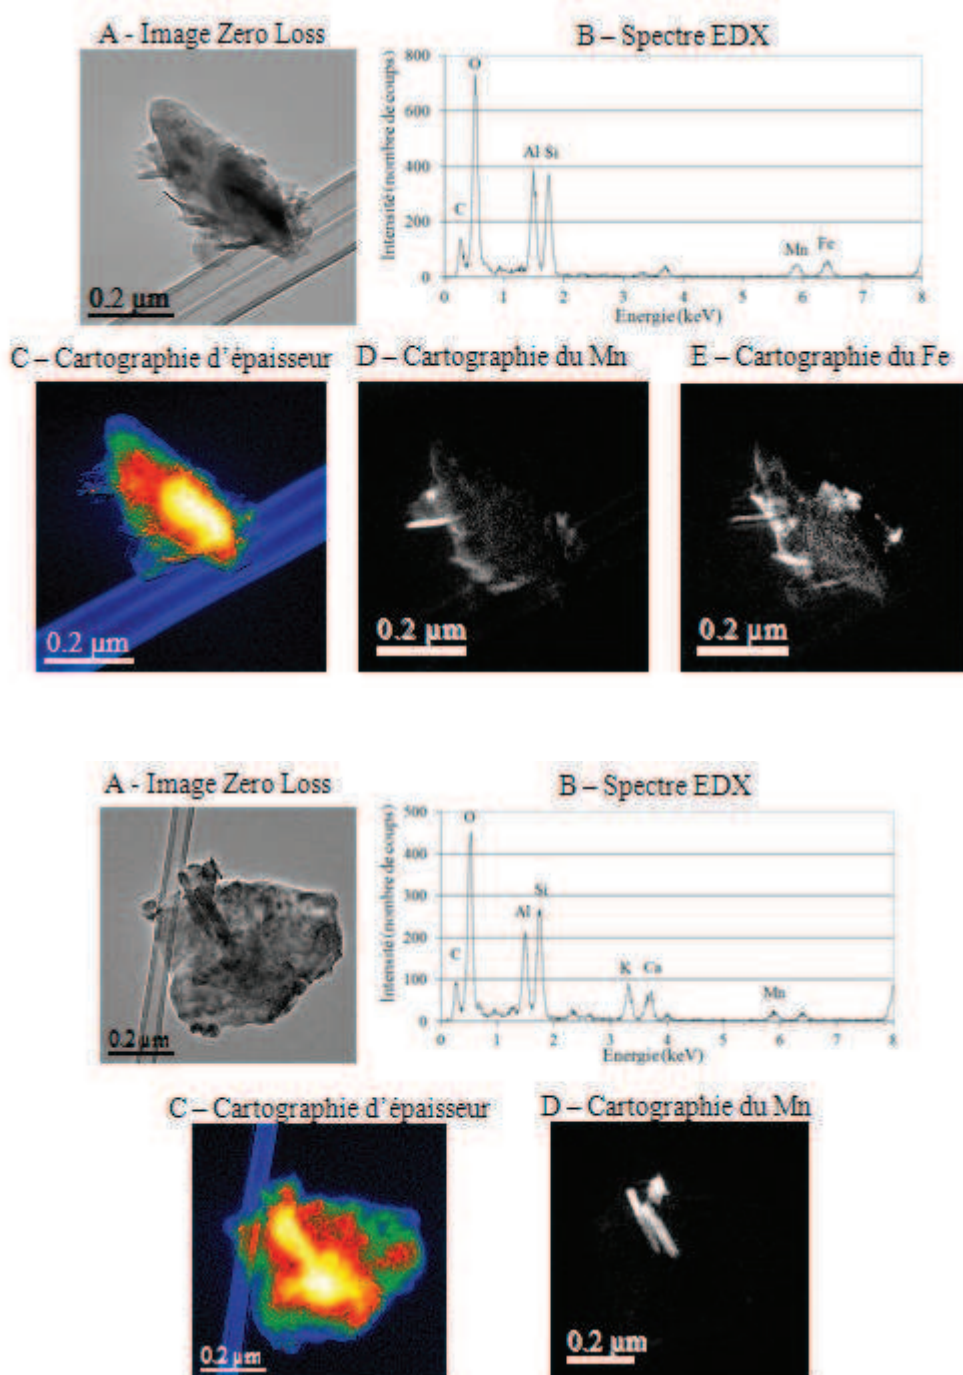 A - Image Zero Loss
B – Spectre EDX
Intensité (nombre de coups)
800
600
400
200
0
O
C
Al Si
Mn Fe
0 1 2 3 4 5 6 7 8
Energie (keV)
0.2 µm
C – Cartographie d'épaisseur
D – Cartographie du Mn
E – Cartographie du Fe
0.2 µm
0.2 µm
0.2 µm
A - Image Zero Loss
B – Spectre EDX
Intensité (nombre de coups)
500
400
300
200
100
0
O
C
Al
Si
K Ca
Mn
0 1 2 3 4 5 6 7 8
Energie (keV)
0.2 µm
C – Cartographie d'épaisseur
D – Cartographie du Mn
0.2 µm
0.2 µm